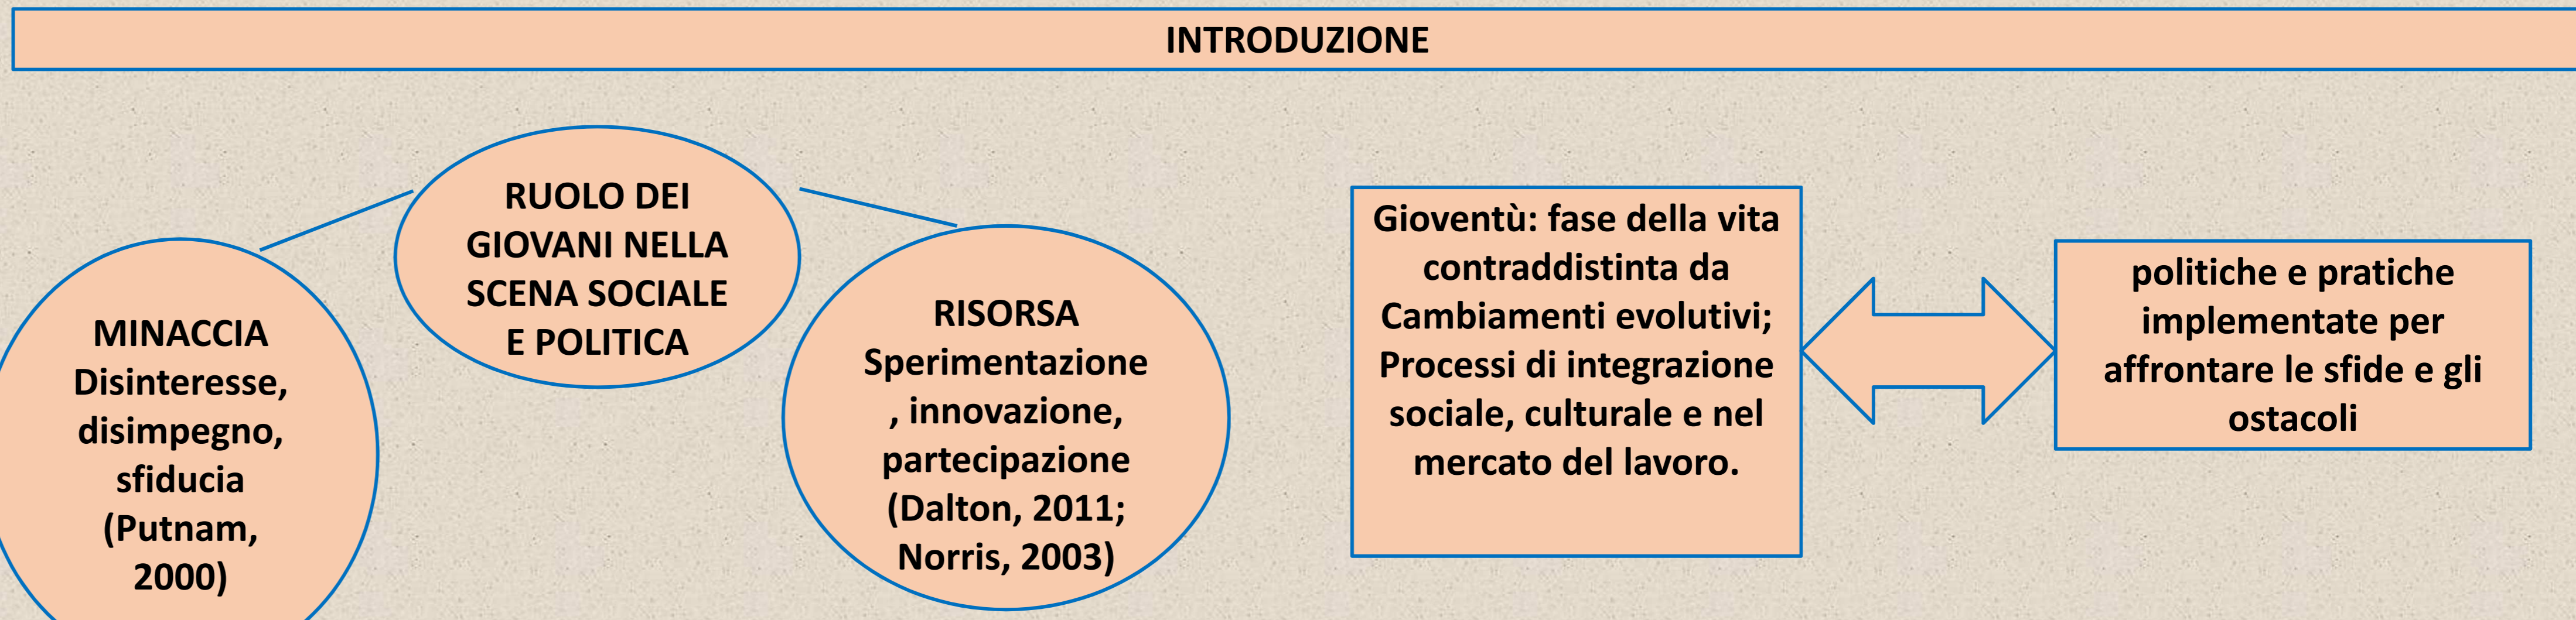 INTRODUZIONE
RUOLO DEI
GIOVANI NELLA
SCENA SOCIALE
E POLITICA
MINACCIA
Disinteresse,
disimpegno,
sfiducia
(Putnam,
2000)
RISORSA
Sperimentazione
, innovazione,
partecipazione
(Dalton, 2011;
Norris, 2003)
Gioventù: fase della vita
contraddistinta da
Cambiamenti evolutivi;
Processi di integrazione
sociale, culturale e nel
mercato del lavoro.
politiche e pratiche
implementate per
affrontare le sfide e gli
ostacoli